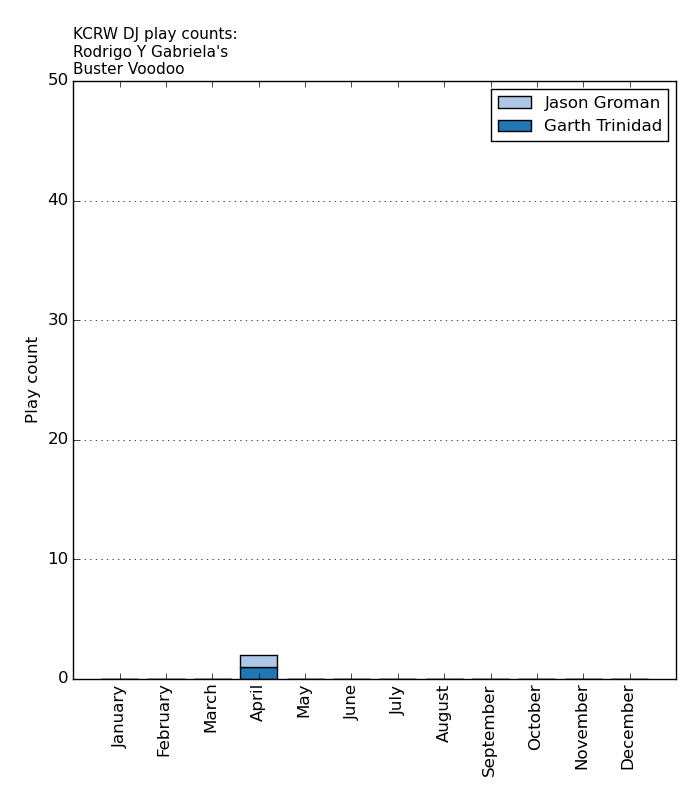 KCRW DJ play counts:
Rodrigo Y Gabriela's
Buster Voodoo
Jason Groman
Garth Trinidad
Play count
50
40
30
20
10
0
January
February
March
April
May
June
July
August
September
October
November
December